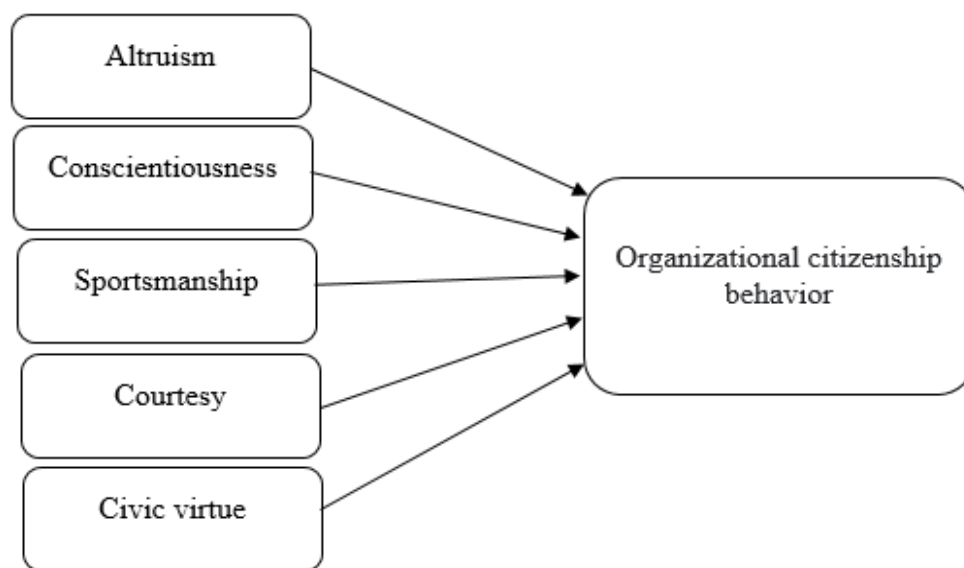 Altruism
Conscientiousness
Sportsmanship
Courtesy
Civic virtue
Organizational citizenship
behavior